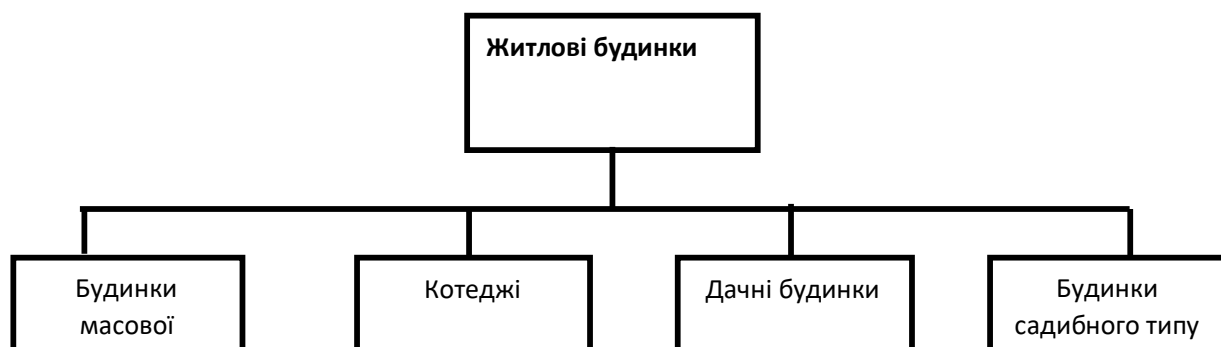 Житлові будинки
Будинки
масової
Котеджі
Дачні будинки
Будинки
садибного типу